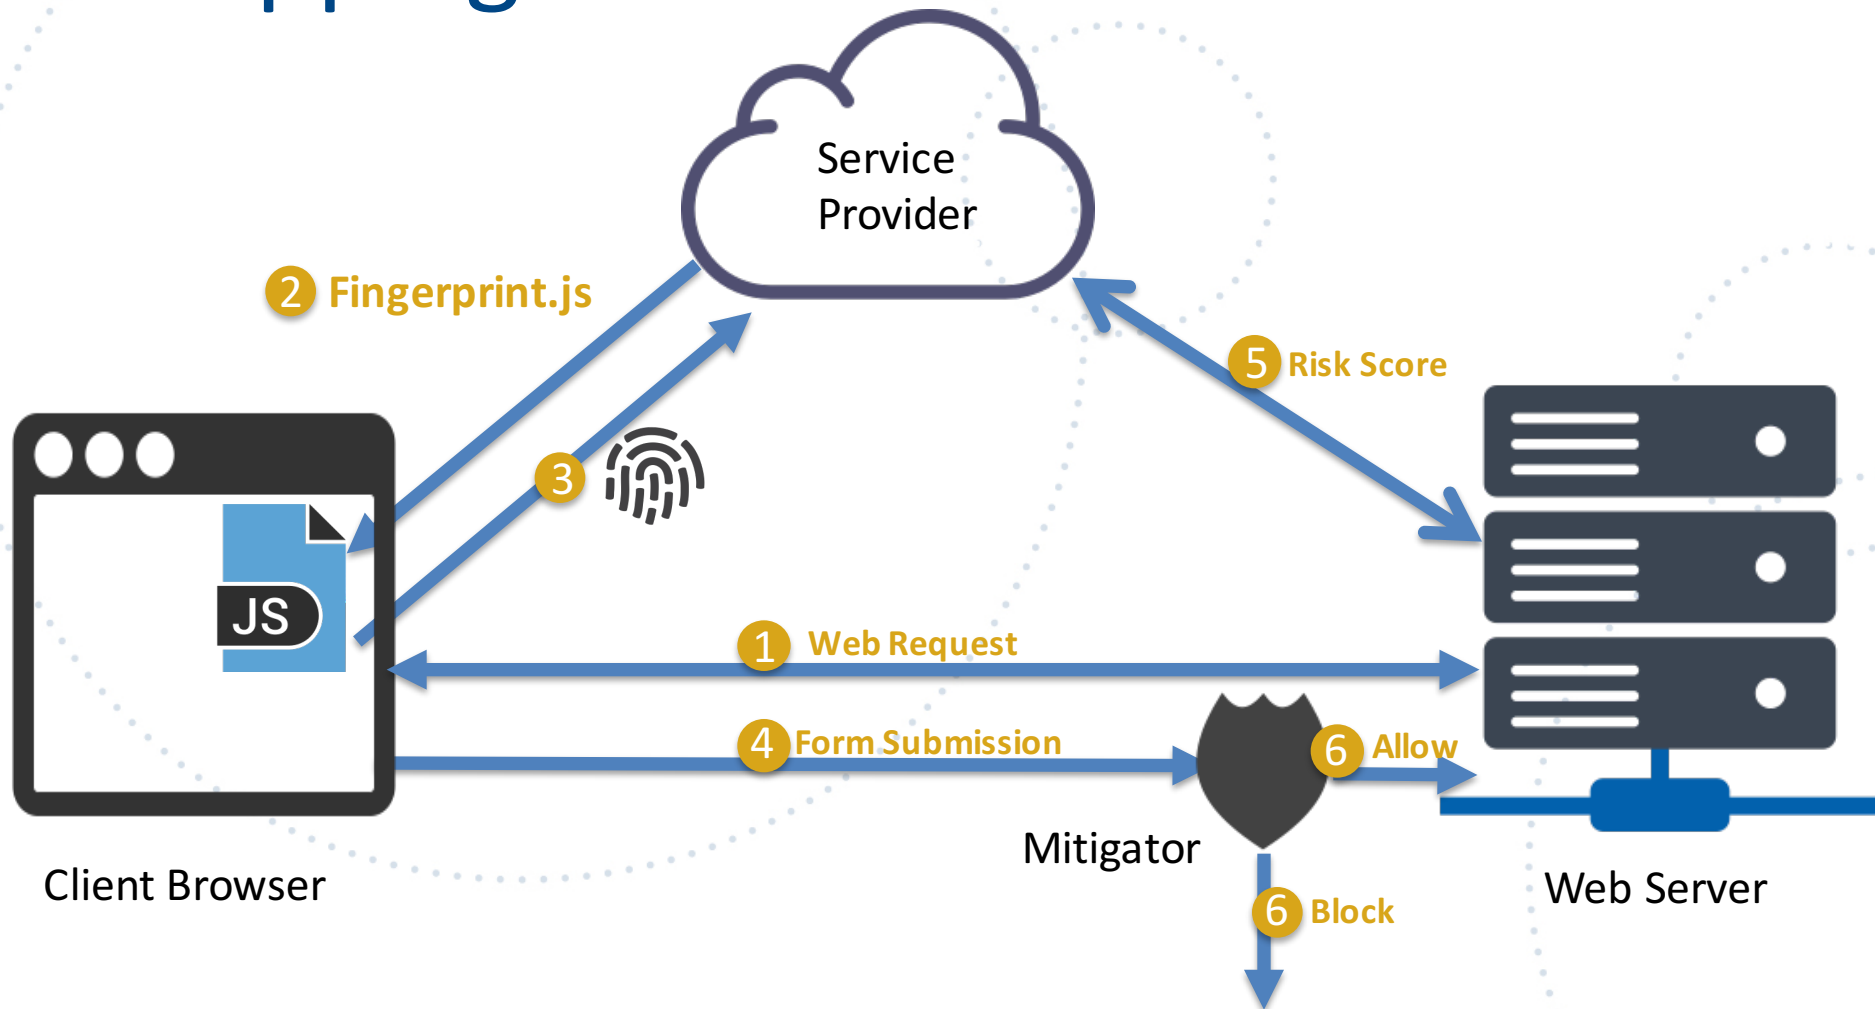 Service
Provider
2 Fingerprint.js
5 Risk Score
3
JS
1 Web Request
4 Form Submission
6 Allow
Mitigator
Client Browser
Web Server
6 Block